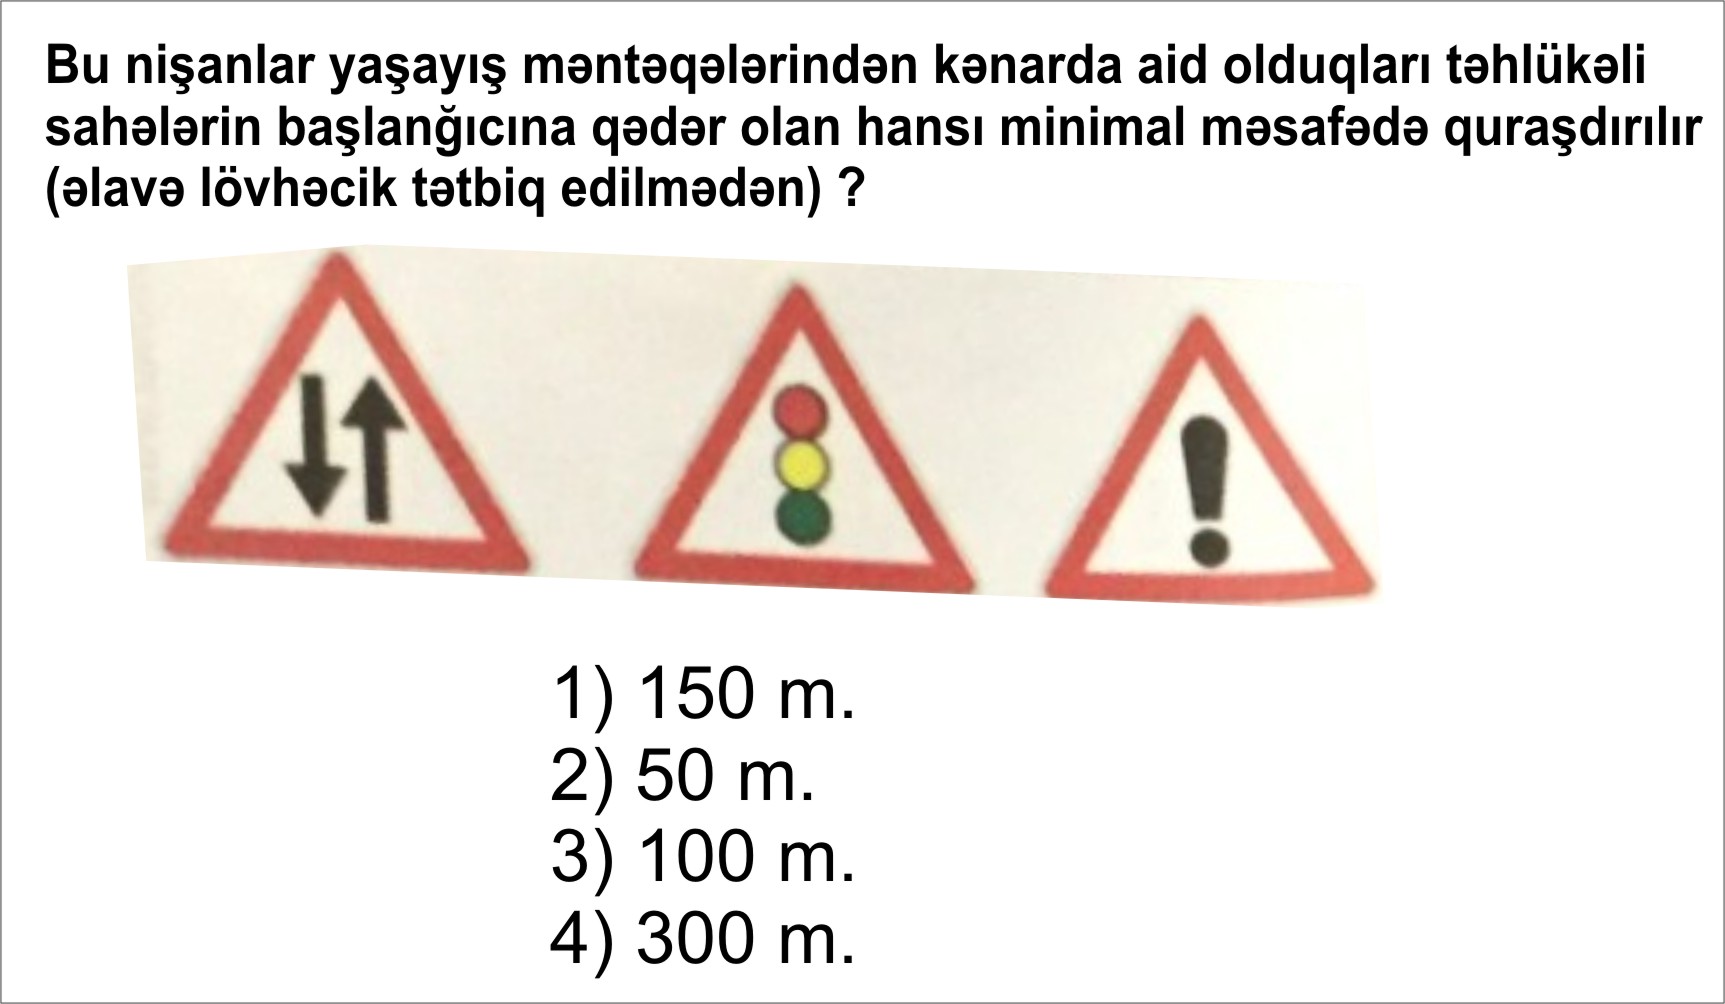 Bu nişanlar yaşayış məntəqələrindən kənarda aid olduqları təhlükəli
sahələrin başlanğıcına qədər olan hansı minimal məsafədə quraşdırılır
(əlavə lövhəcik tətbiq edilmədən) ?
1) 150 m.
2) 50 m.
3) 100 m.
4) 300 m.